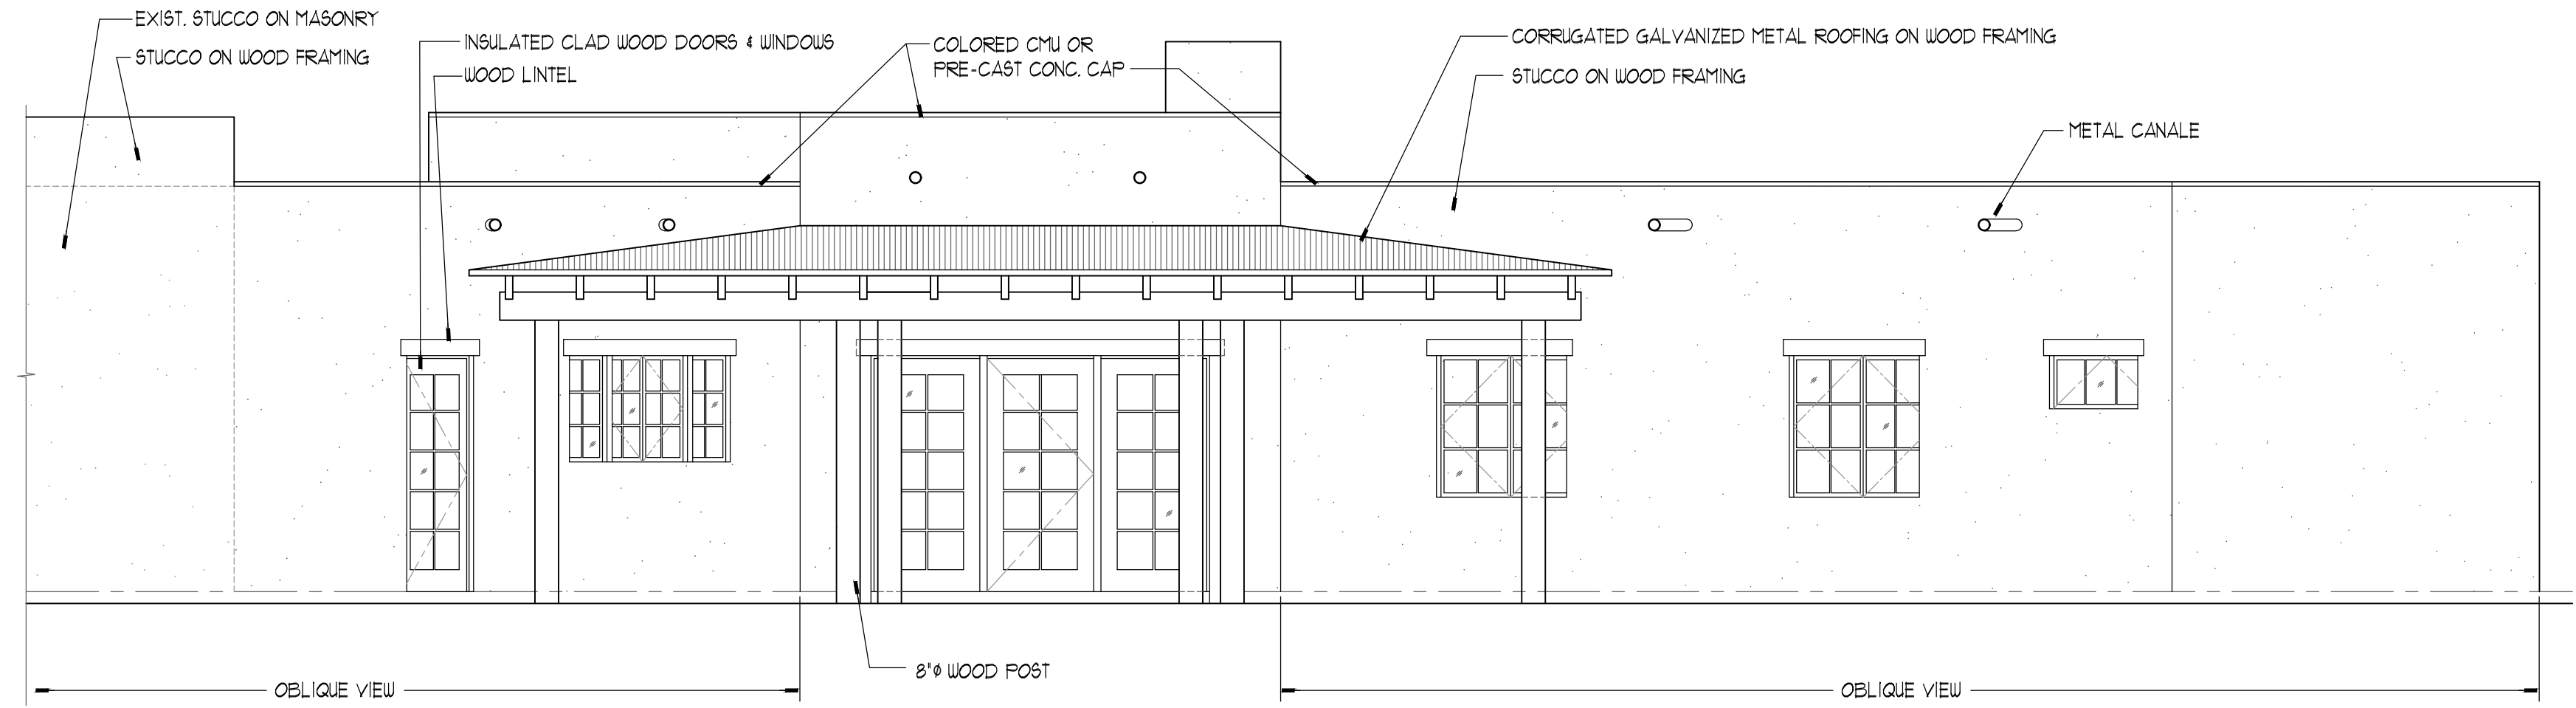 EXIST. STUCCO ON MASONRY
STUCCO ON WOOD FRAMING
INSULATED CLAD WOOD DOORS & WINDOWS
WOOD LINTEL
COLORED CMU OR
PRE-CAST CONC. CAP
CORRUGATED GALVANIZED METAL ROOFING ON WOOD FRAMING
STUCCO ON WOOD FRAMING
METAL CANALE
8"ø WOOD POST
OBLIQUE VIEW
OBLIQUE VIEW